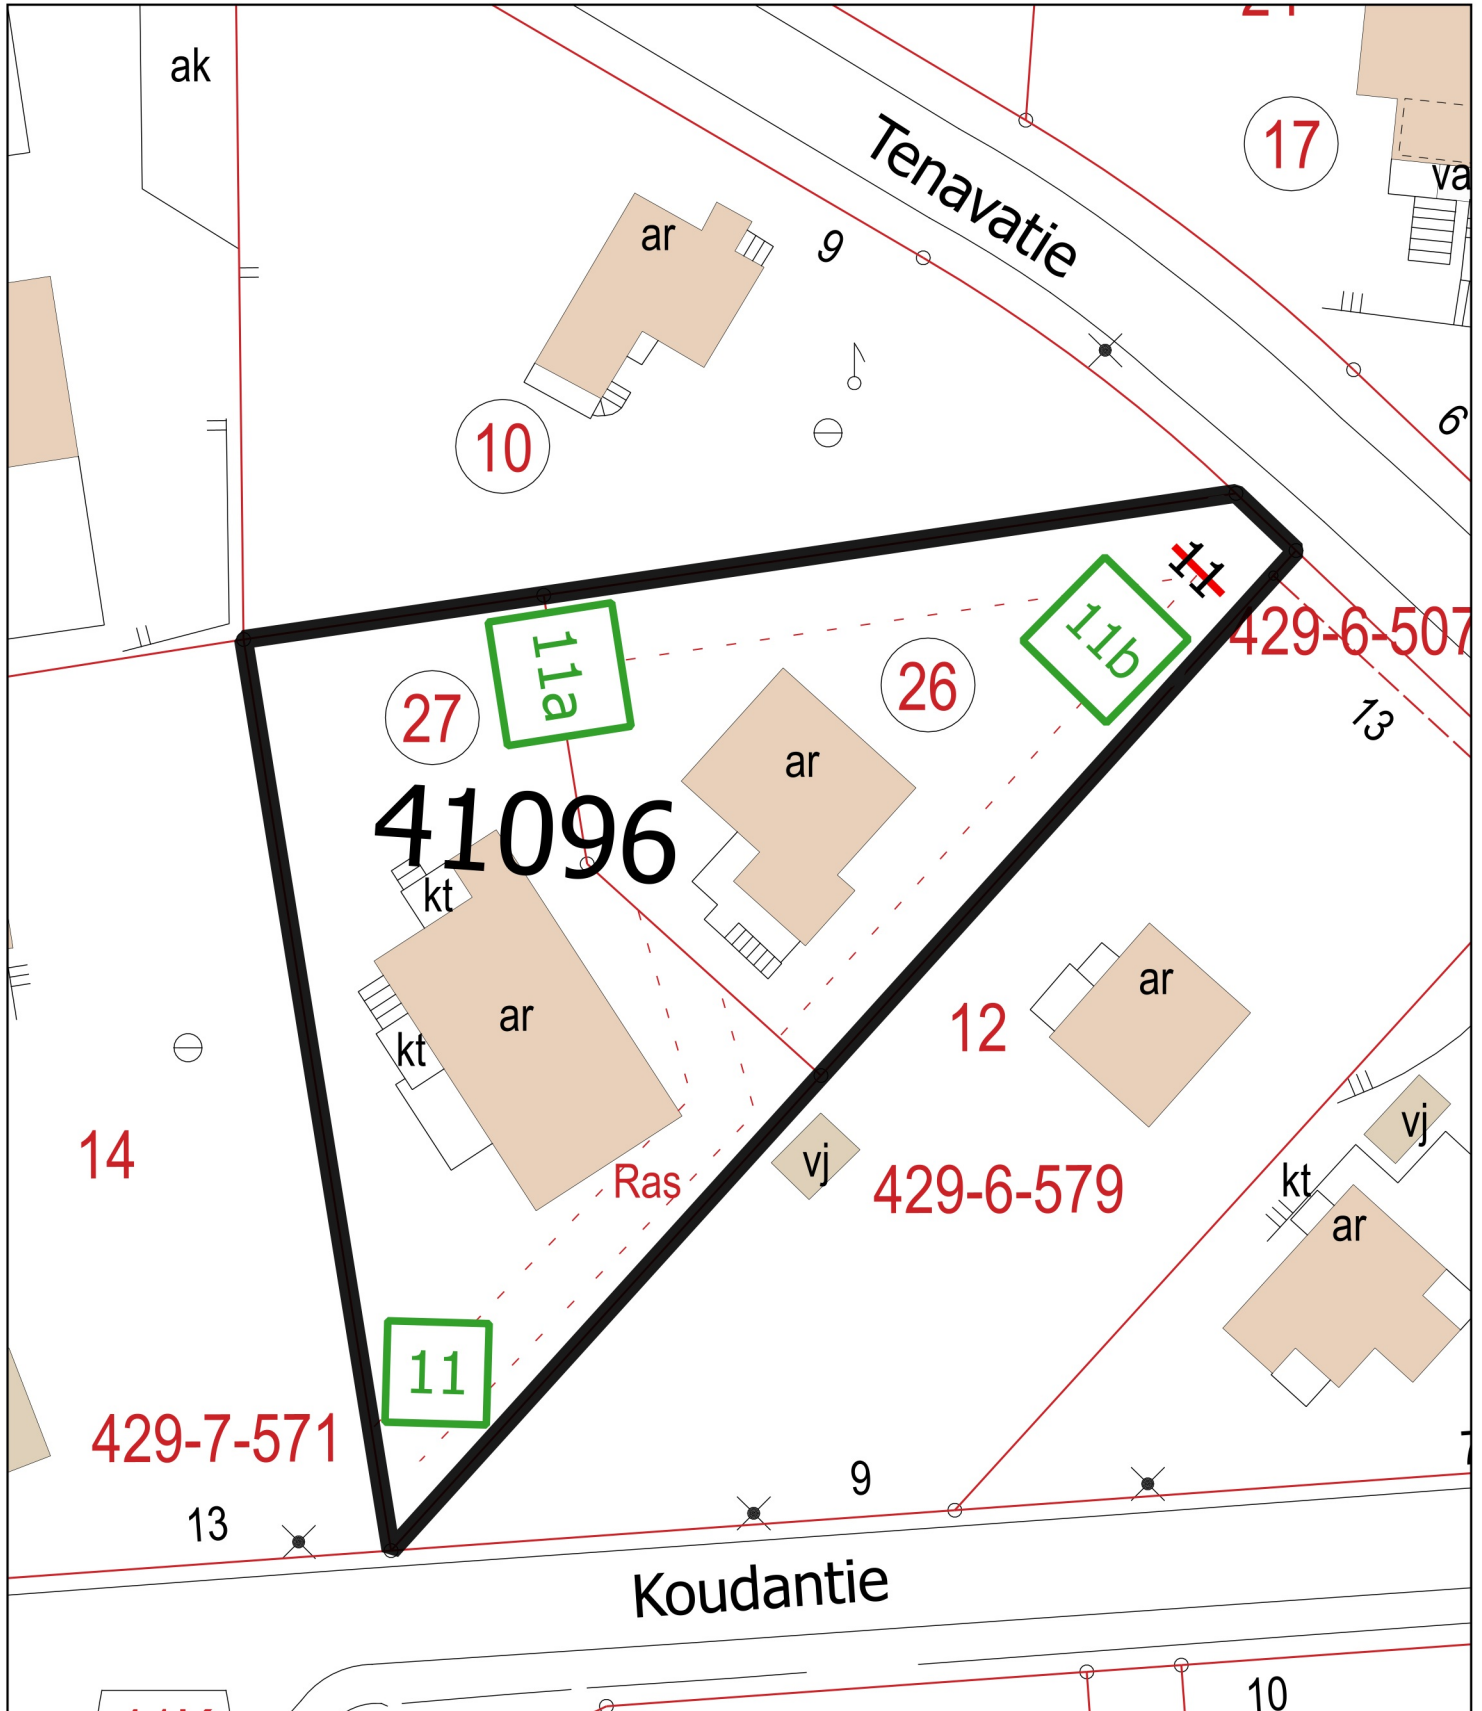 ak
17
va
Tenavatie
ar
9
6
10
11
11b
429-6-507
11a
26
27
13
ar
41096
kt
ar
12
ar
kt
14
vj
vj
Ras
429-6-579
kt
ar
11
429-7-571
9
13
Koudantie
10